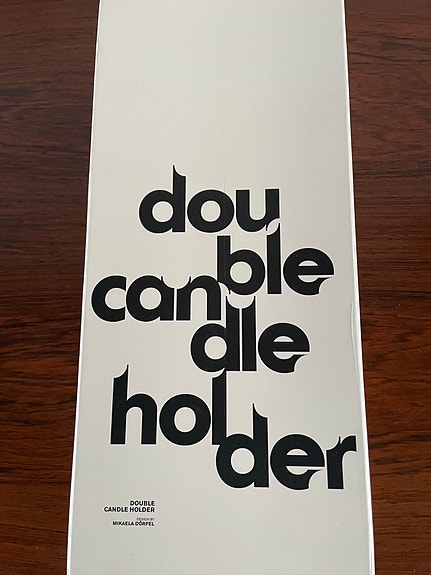 dou
ble
can
dle
hol
der
DOUBLE
CANDLE HOLDER
DESIGN BY
MIKAELA DÖRFEL